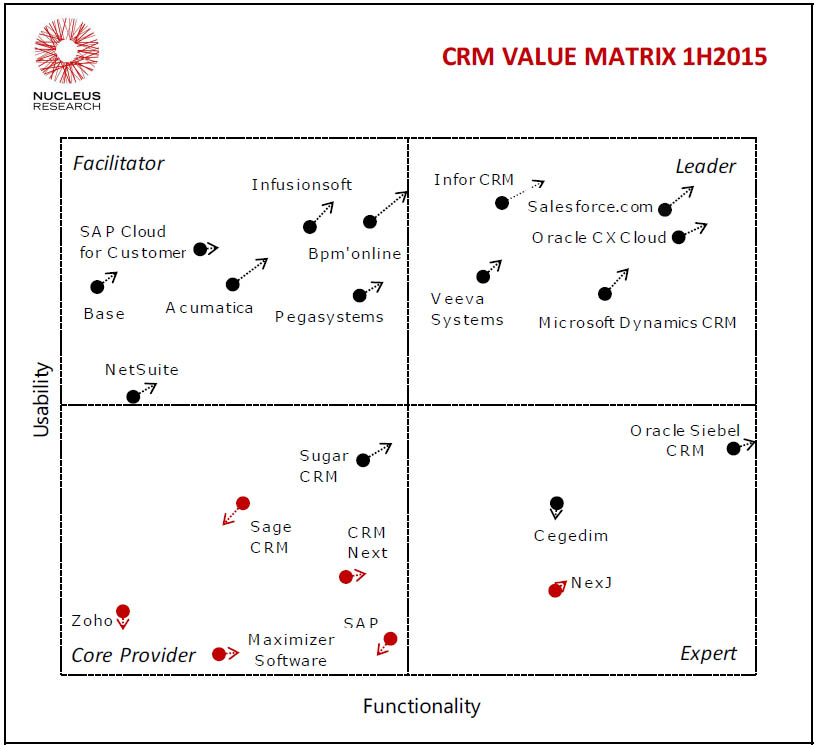 NUCLEUS
RESEARCH
CRM VALUE MATRIX 1H2015
Facilitator
Leader
Infusionsoft
Infor CRM
Salesforce.com
SAP Cloud
for Customer
Bpm'online
Oracle CX Cloud
Base
Acumatica
Pegasystems
Veeva
Systems
Microsoft Dynamics CRM
NetSuite
Usability
Sugar
CRM
Oracle Siebel
CRM
Sage
CRM
CRM
Next
Cegedim
NexJ
Zoho
SAP
Maximizer
Software
Core Provider
Expert
Functionality